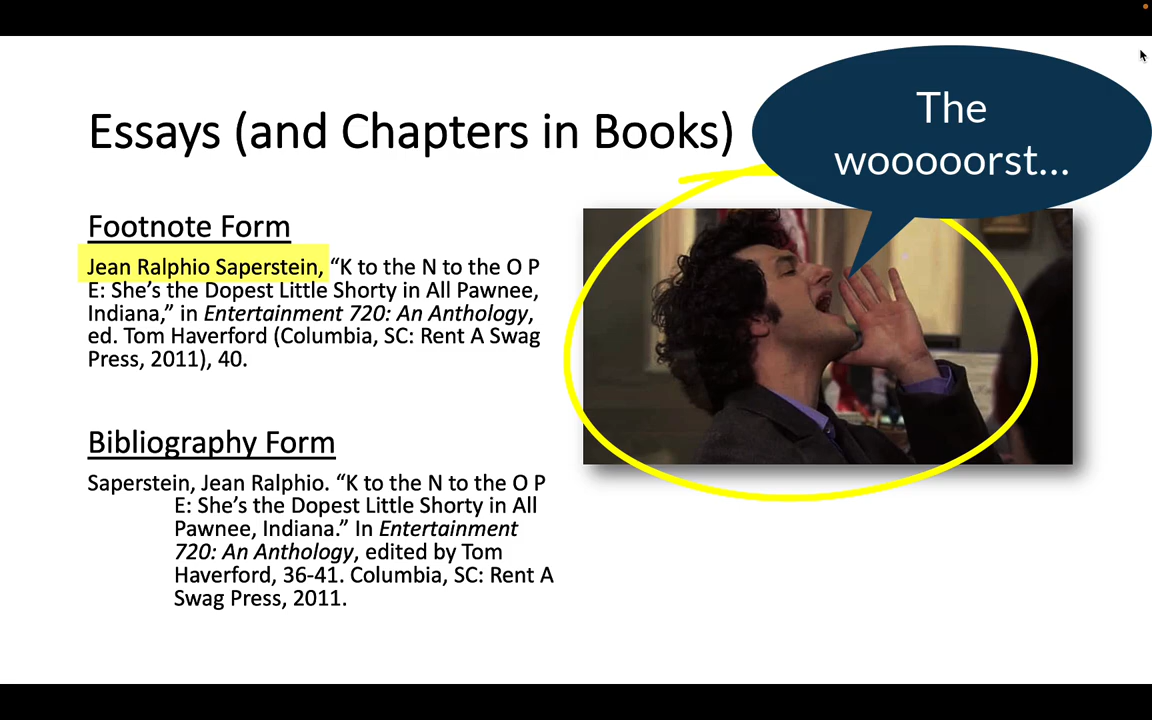 Essays (and Chapters in Books)
The
wooooorst...
Footnote Form
Jean Ralphio Saperstein, “K to the N to the O P
E: She’s the Dopest Little Shorty in All Pawnee,
Indiana,” in Entertainment 720: An Anthology,
ed. Tom Haverford (Columbia, SC: Rent A Swag
Press, 2011), 40.
Bibliography Form
Saperstein, Jean Ralphio. “K to the N to the O P
E: She’s the Dopest Little Shorty in All
Pawnee, Indiana.” In Entertainment
720: An Anthology, edited by Tom
Haverford, 36-41. Columbia, SC: Rent A
Swag Press, 2011.